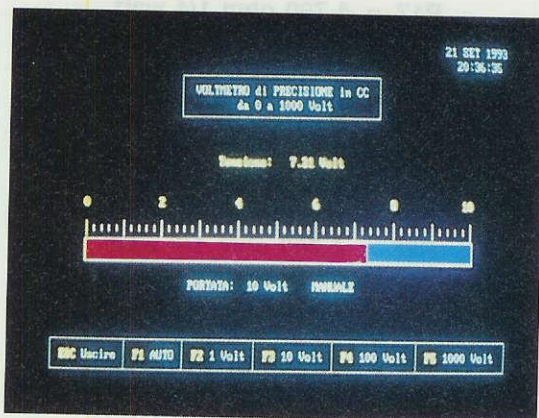 21 SET 1993
20:36:35
VOLTMETRO di PRECISIONE in CC
da 0 a 1000 Volt
Tensione: 7.31 Volt
0 2 4 6 8 10
PORTATA: 10 Volt MANUALE
ESC Uscire F1 AUTO F2 1 Volt F3 10 Volt F4 100 Volt F5 1000 Volt